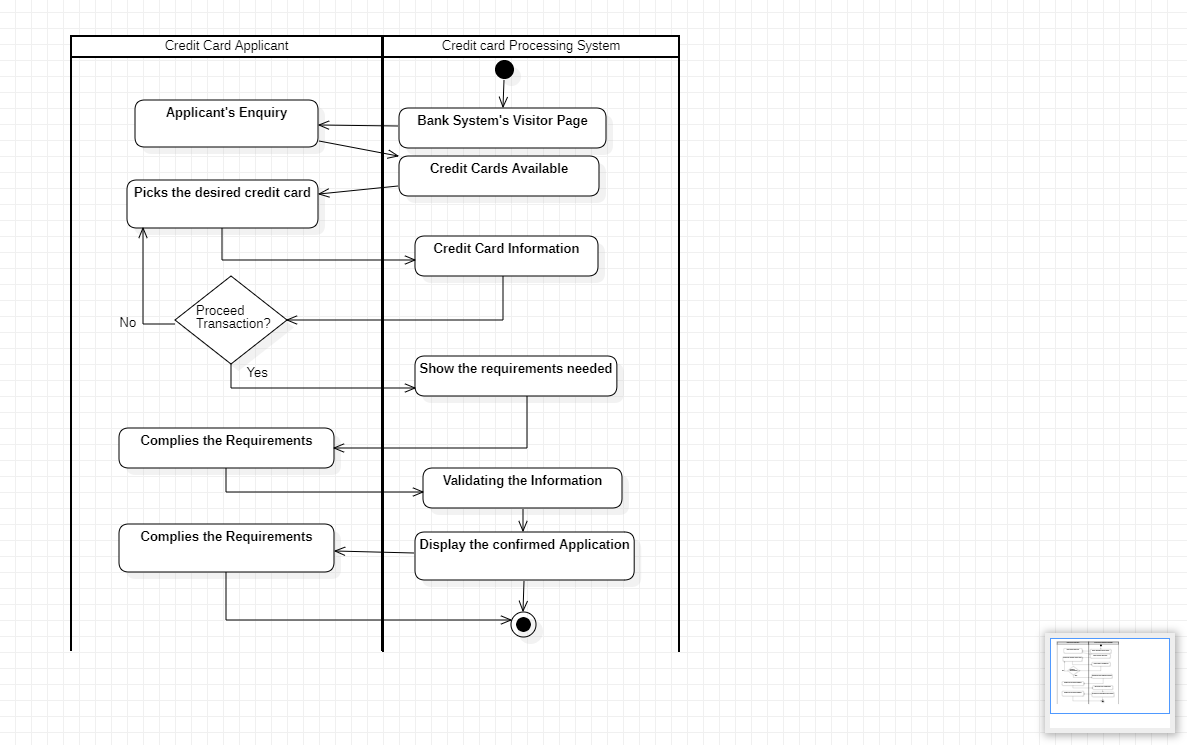 Credit Card Applicant
Credit card Processing System
Applicant's Enquiry
Bank System's Visitor Page
Credit Cards Available
Picks the desired credit card
Credit Card Information
Proceed
Transaction?
No
Yes
Show the requirements needed
Complies the Requirements
Validating the Information
Complies the Requirements
Display the confirmed Application